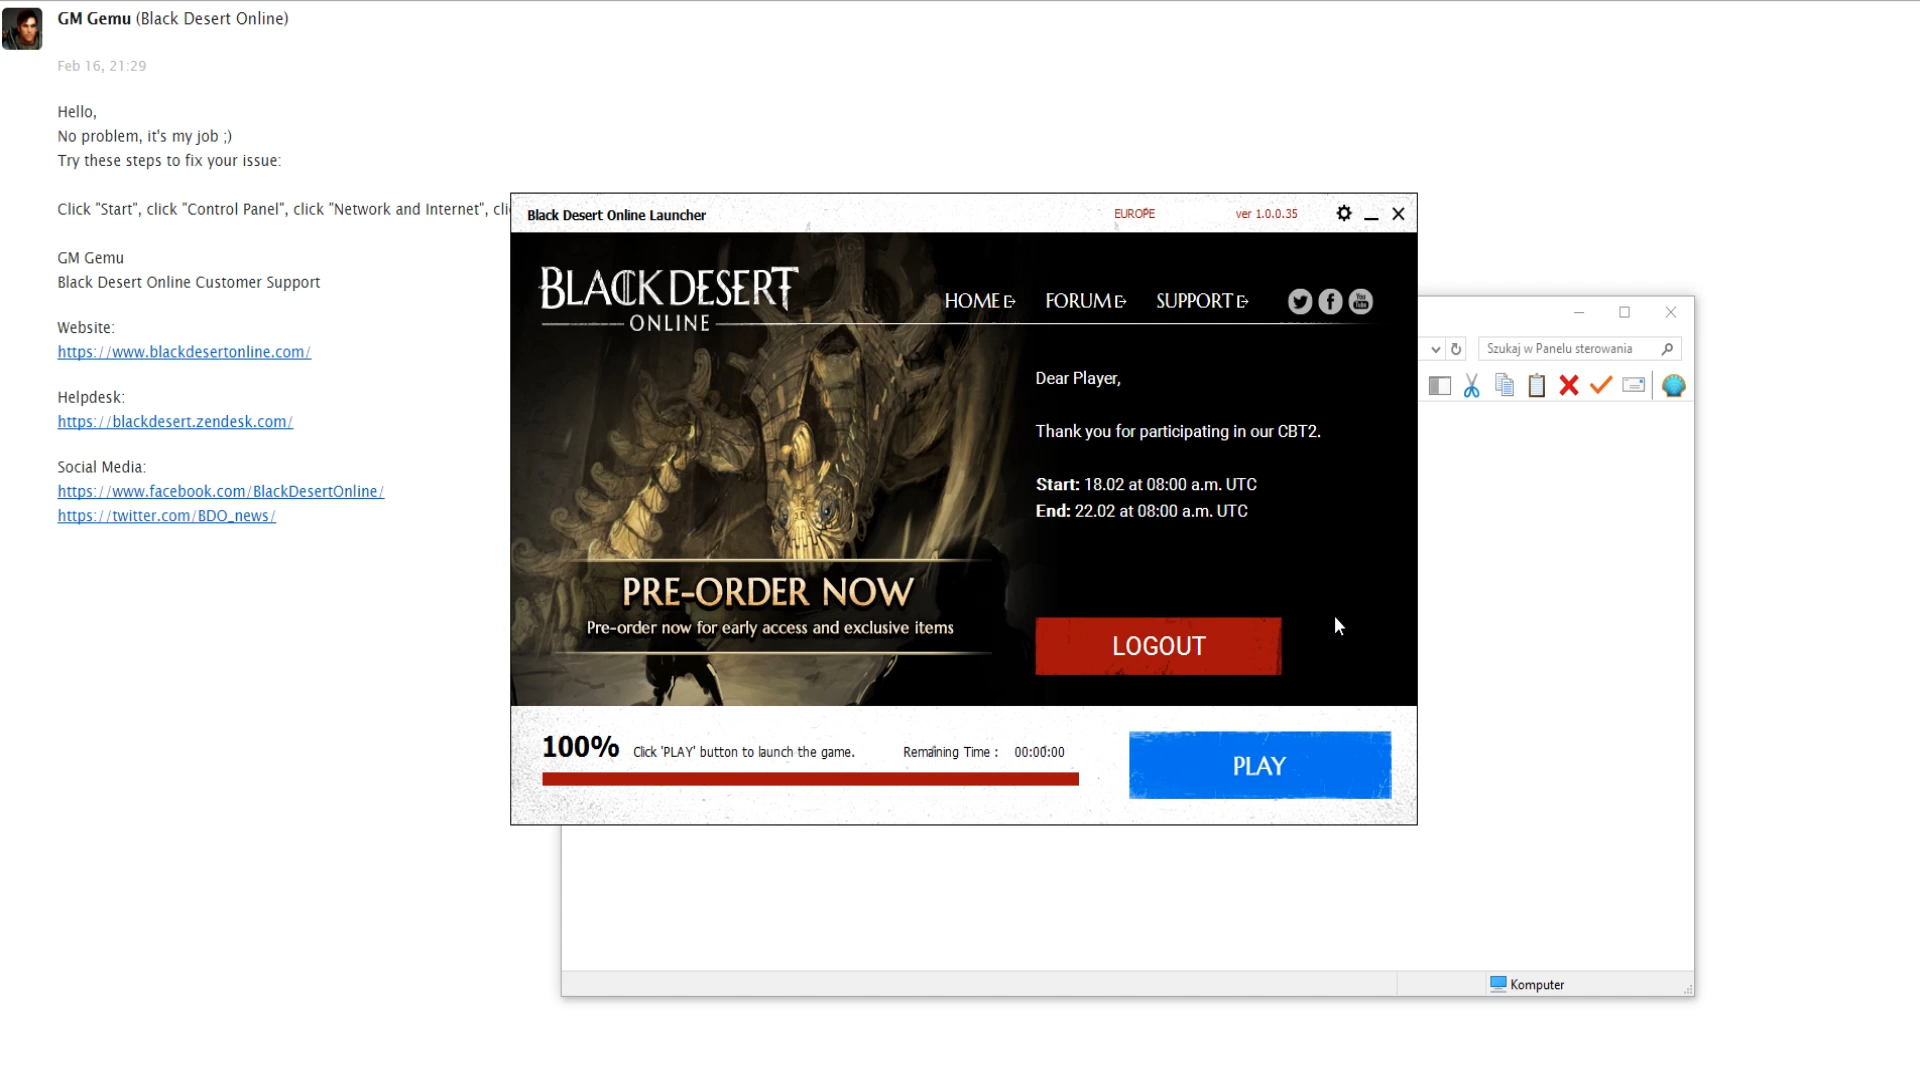 GM Gemu (Black Desert Online)
Feb 16, 21:29
Hello,
No problem, it's my job ;)
Try these steps to fix your issue:
Click "Start", click "Control Panel", click "Network and Internet", cli
GM Gemu
Black Desert Online Customer Support
Website:
https://www.blackdesertonline.com/
Helpdesk:
https://blackdesert.zendesk.com/
Social Media:
https://www.facebook.com/BlackDesertOnline/
https://twitter.com/BDO_news/
Black Desert Online Launcher
EUROPE
ver 1.0.0.35
BLACK DESERT
ONLINE
HOME
FORUM
SUPPORT
You Tube
Dear Player,
Thank you for participating in our CBT2.
Start: 18.02 at 08:00 a.m. UTC
End: 22.02 at 08:00 a.m. UTC
PRE-ORDER NOW
Pre-order now for early access and exclusive items
LOGOUT
100% Click 'PLAY' button to launch the game. Remaining Time : 00:00:00
PLAY
Szukaj w Panelu sterowania
Komputer